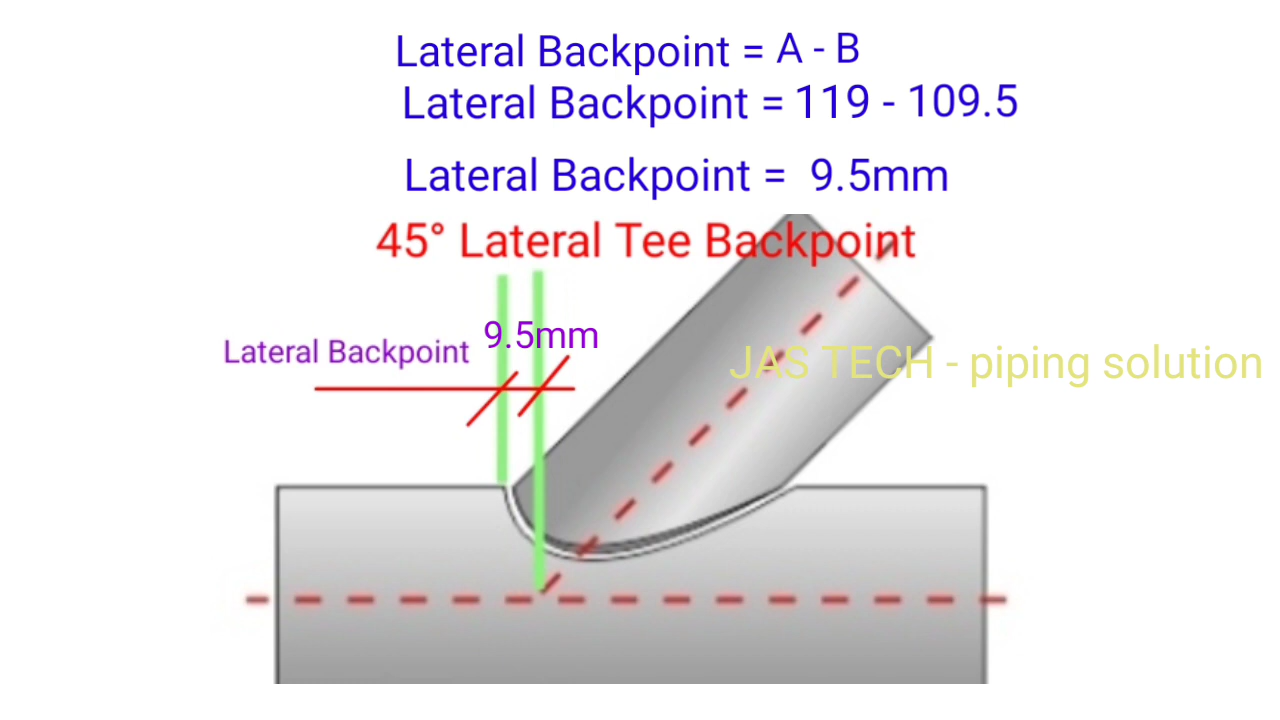 Lateral Backpoint = A - B
Lateral Backpoint = 119 - 109.5
Lateral Backpoint = 9.5mm
45° Lateral Tee Backpoint
9.5mm
Lateral Backpoint
JAS TECH - piping solution